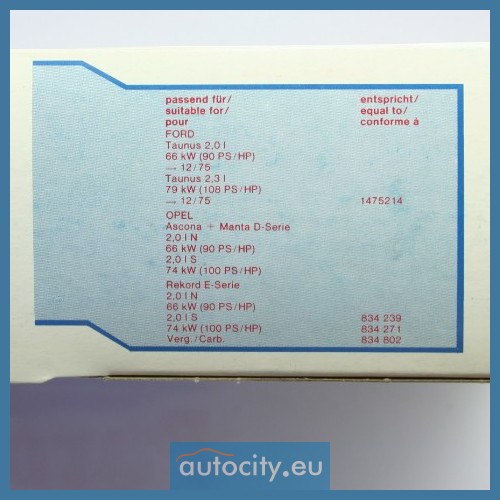 passend für/ entspricht/
suitable for/ equal to/
pour conforme à
FORD
Taunus 2,0 l
66 kW (90 PS/HP)
→ 12/75
Taunus 2,3 l
79 kW (108 PS/HP)
→ 12/75 1475214
OPEL
Ascona + Manta D-Serie
2,0 l N
66 kW (90 PS/HP)
2,0 l S
74 kW (100 PS/HP)
Rekord E-Serie
2,0 l N
66 kW (90 PS/HP)
2,0 l S 834 239
74 kW (100 PS/HP) 834 271
Verg./Carb. 834 802
autocity.eu